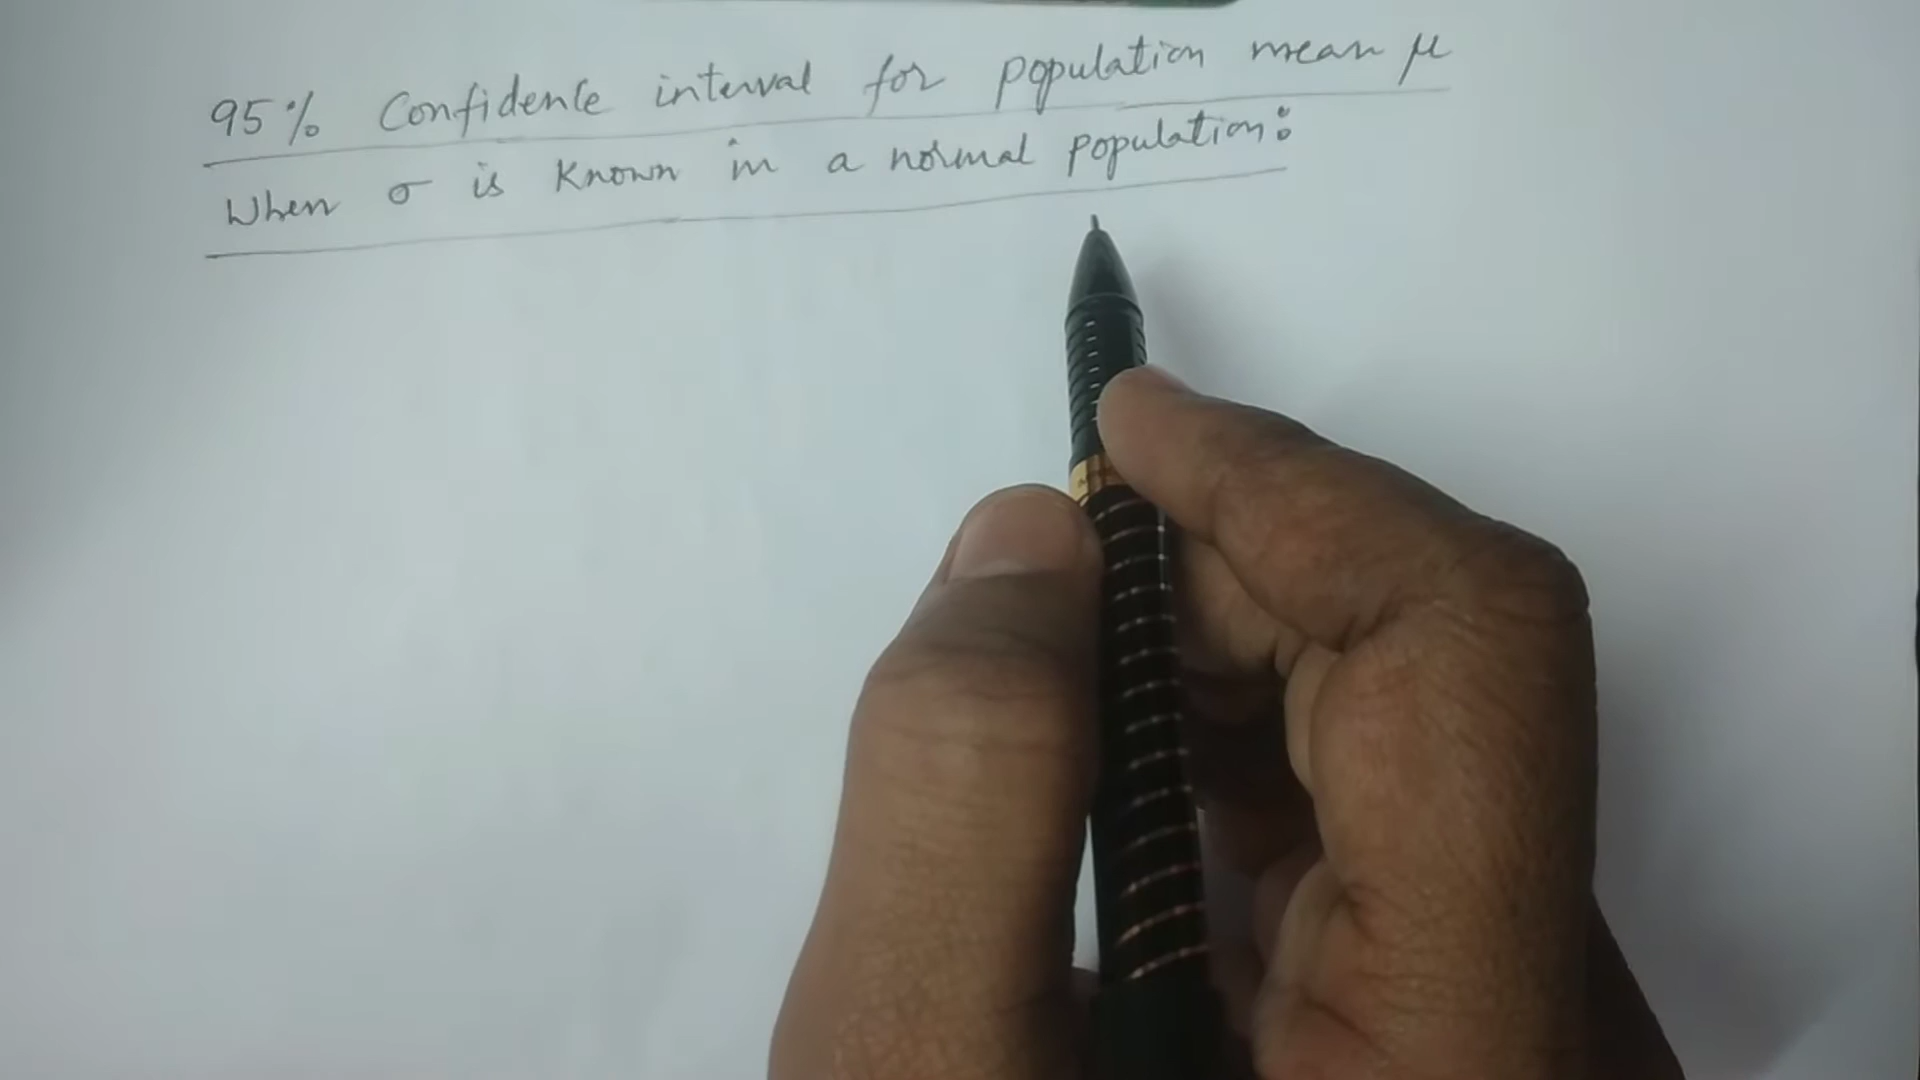 95% Confidence interval for population mean μ
When σ is known in a normal population: